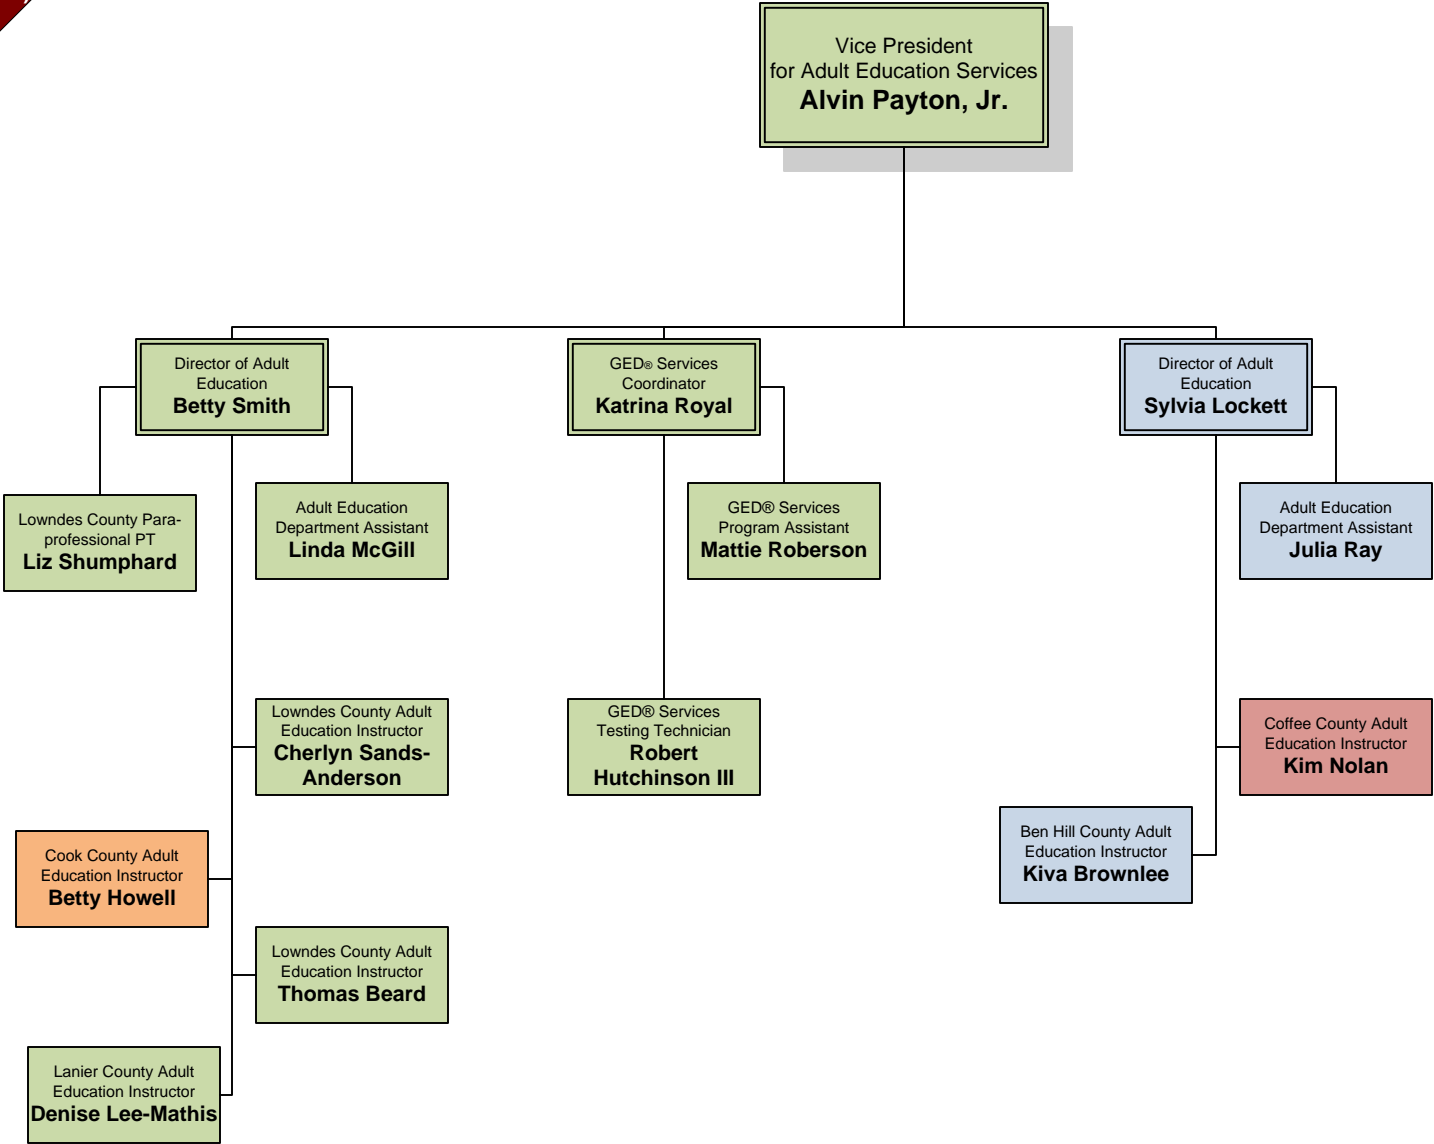 Vice President
for Adult Education Services
Alvin Payton, Jr.
Director of Adult
Education
Betty Smith
GED® Services
Coordinator
Katrina Royal
Director of Adult
Education
Sylvia Lockett
Lowndes County Para-
professional PT
Liz Shumphard
Adult Education
Department Assistant
Linda McGill
GED® Services
Program Assistant
Mattie Roberson
Adult Education
Department Assistant
Julia Ray
Lowndes County Adult
Education Instructor
Cherlyn Sands-
Anderson
GED® Services
Testing Technician
Robert
Hutchinson III
Coffee County Adult
Education Instructor
Kim Nolan
Cook County Adult
Education Instructor
Betty Howell
Ben Hill County Adult
Education Instructor
Kiva Brownlee
Lowndes County Adult
Education Instructor
Thomas Beard
Lanier County Adult
Education Instructor
Denise Lee-Mathis